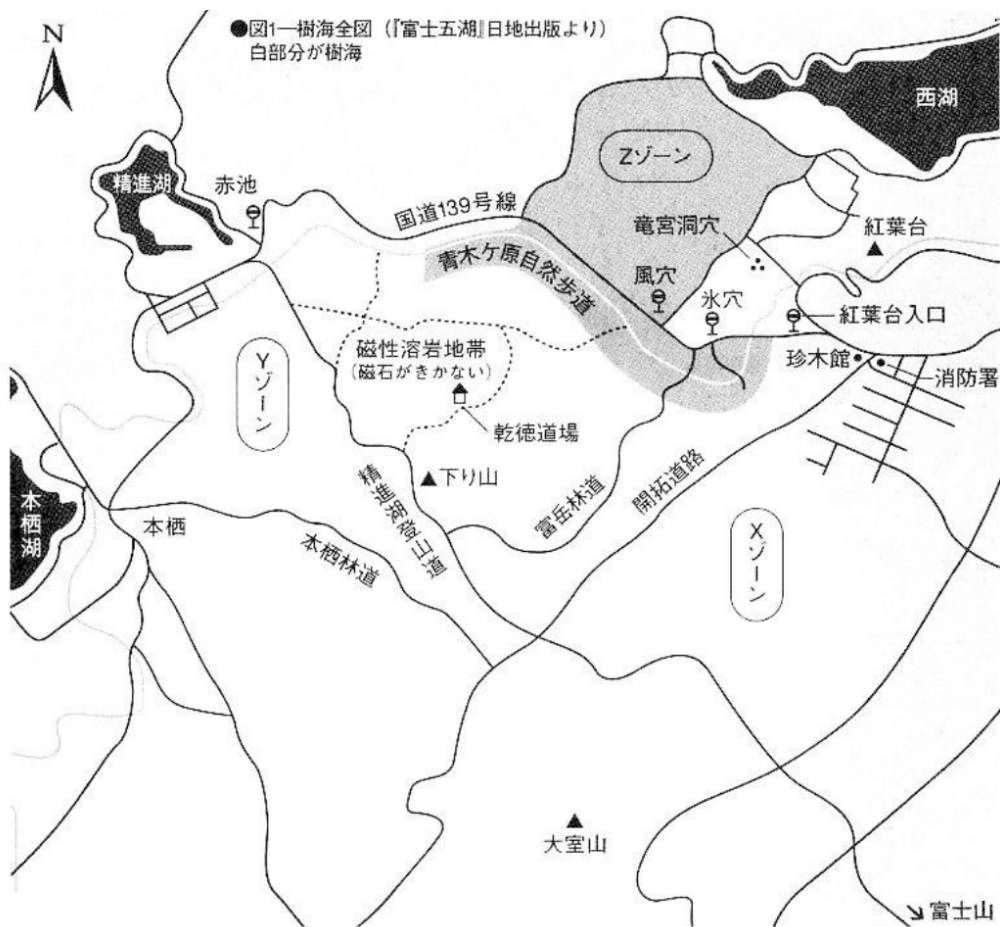 N
●図1—樹海全図（『富士五湖』日地出版より）
白部分が樹海
西湖
Zゾーン
精進湖
赤池
国道139号線
竜宮洞穴
紅葉台
青木ケ原自然歩道
風穴
氷穴
紅葉台入口
磁性溶岩地帯
（磁石がきかない）
珍木館
消防署
Yゾーン
乾徳道場
下り山
精進湖登山道
富岳林道
開拓道路
本栖湖
本栖
本栖林道
Xゾーン
大室山
富士山